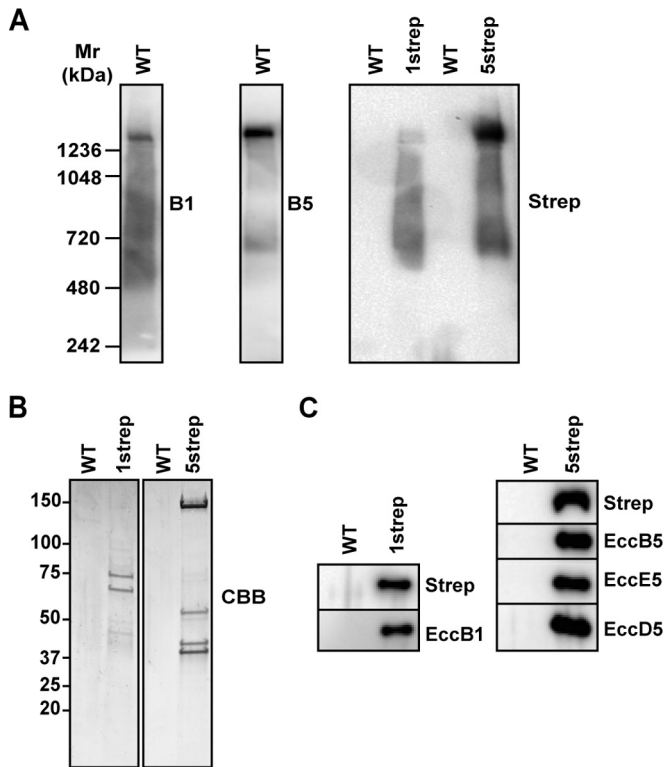 A
Mr
(kDa)
WT
WT
WT
1strep
WT
5strep
1236
1048
720
480
242
B1
B5
Strep
B
WT
1strep
WT
5strep
150
100
75
50
37
25
20
CBB
C
WT
1strep
Strep
EccB1
WT
5strep
Strep
EccB5
EccE5
EccD5